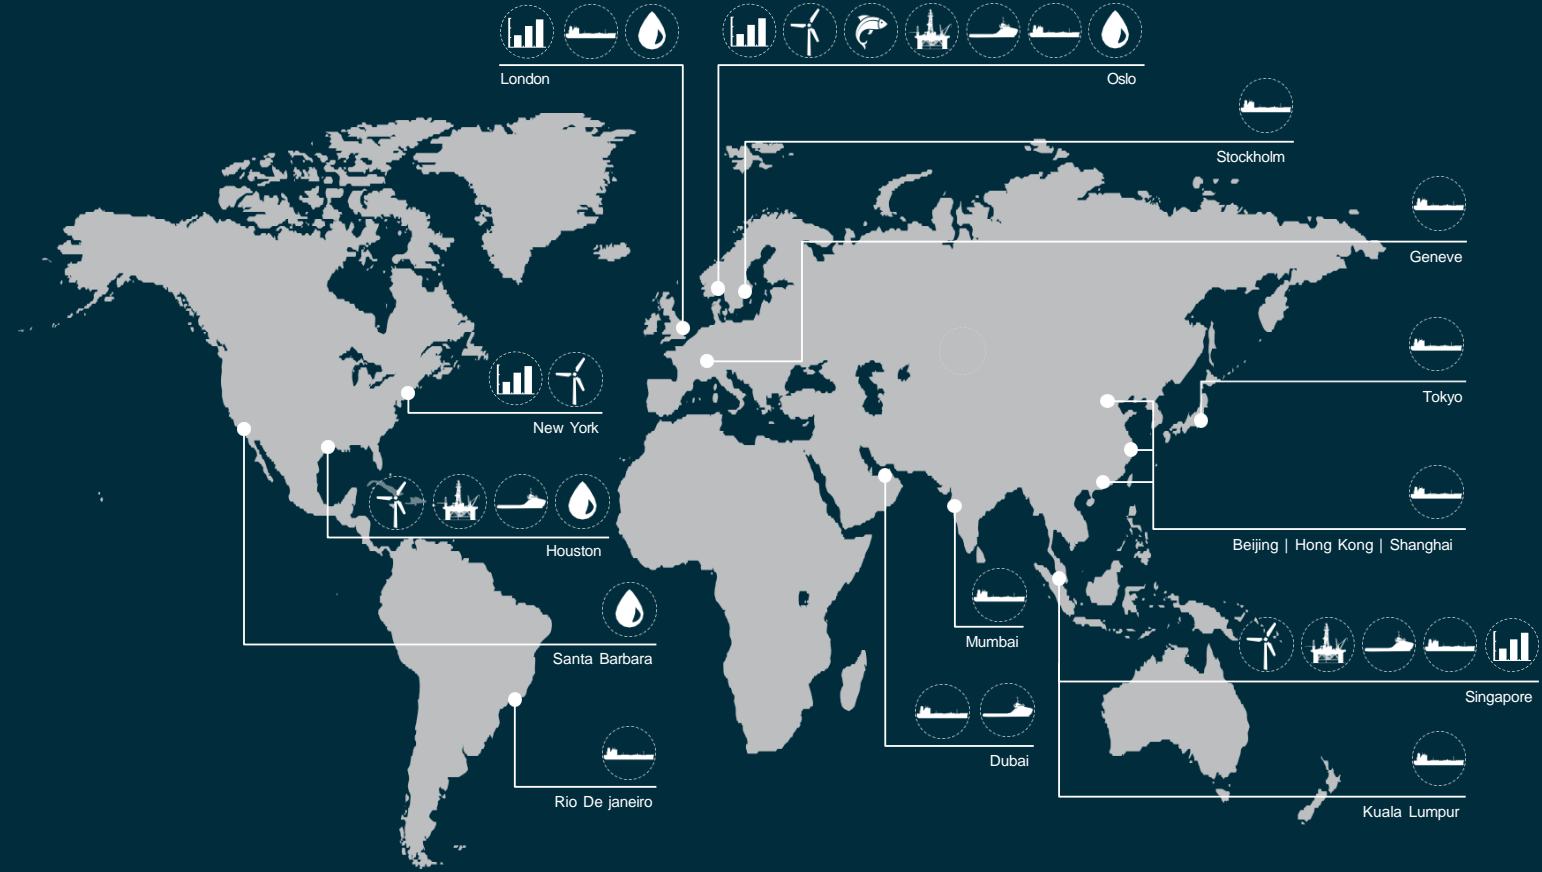 London
Oslo
Stockholm
Geneve
Tokyo
New York
Beijing | Hong Kong | Shanghai
Houston
Mumbai
Santa Barbara
Singapore
Dubai
Rio De janeiro
Kuala Lumpur